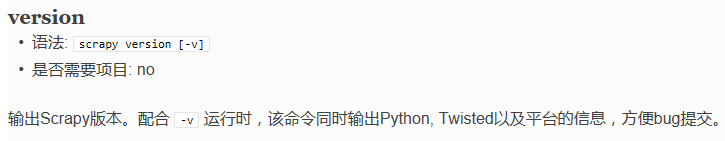 version
• 语法: scrapy version [-v]
• 是否需要项目: no
输出Scrapy版本。配合 -v 运行时，该命令同时输出Python, Twisted以及平台的信息，方便bug提交。